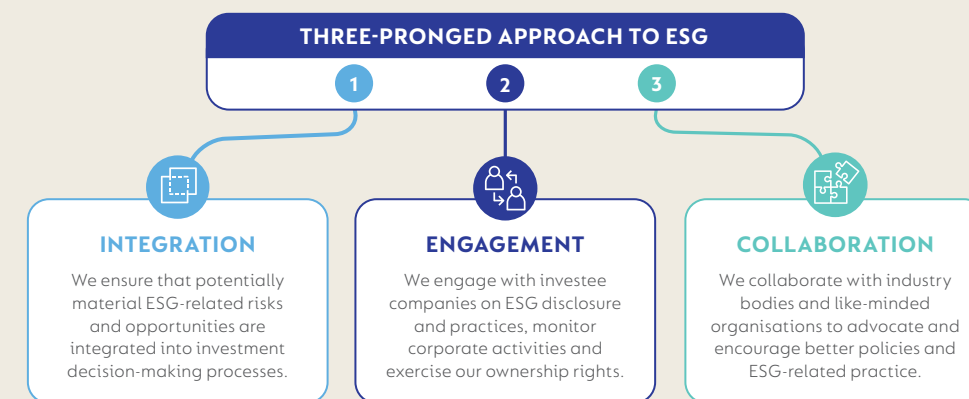 THREE-PRONGED APPROACH TO ESG
1
2
3
INTEGRATION
We ensure that potentially
material ESG-related risks
and opportunities are
integrated into investment
decision-making processes.
ENGAGEMENT
We engage with investee
companies on ESG disclosure
and practices, monitor
corporate activities and
exercise our ownership rights.
COLLABORATION
We collaborate with industry
bodies and like-minded
organisations to advocate and
encourage better policies and
ESG-related practice.